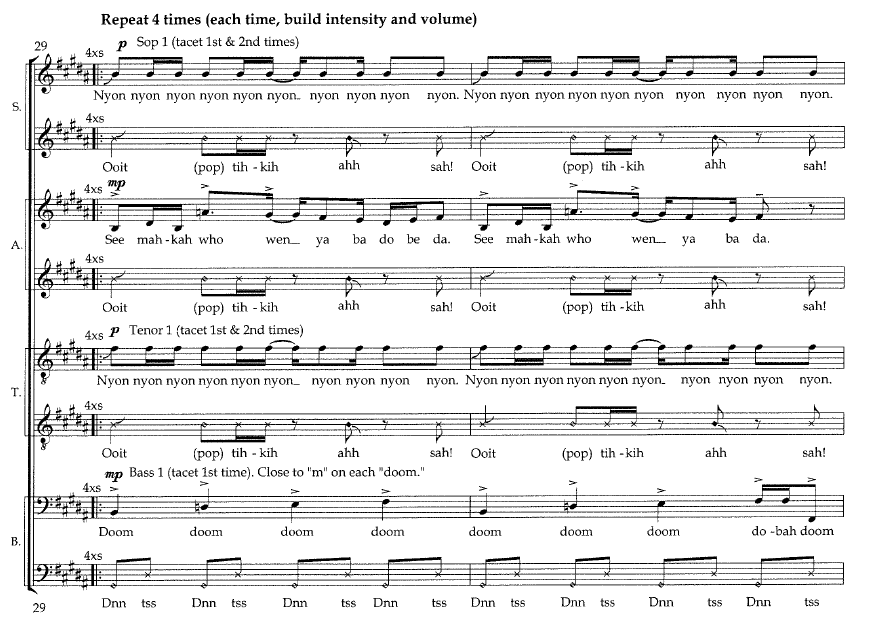 Repeat 4 times (each time, build intensity and volume)
29
4xs p Sop 1 (tacet 1st & 2nd times)
Nyon nyon nyon nyon nyon nyon_ nyon nyon nyon nyon. Nyon nyon nyon nyon nyon nyon_ nyon nyon nyon nyon.
S.
4xs
Ooit (pop) tih - kih ahh sah! Ooit (pop) tih - kih ahh sah!
4xs mp
See mah - kah who wen_ ya ba do be da. See mah - kah who wen_ ya ba da.
A.
4xs
Ooit (pop) tih - kih ahh sah! Ooit (pop) tih - kih ahh sah!
4xs p Tenor 1 (tacet 1st & 2nd times)
Nyon nyon nyon nyon nyon_ nyon nyon nyon nyon. Nyon nyon nyon nyon nyon_ nyon nyon nyon nyon.
T.
4xs
Ooit (pop) tih - kih ahh sah! Ooit (pop) tih - kih ahh sah!
4xs mp Bass 1 (tacet 1st time). Close to "m" on each "doom."
Doom doom doom doom doom doom doom do - bah doom
B.
4xs
Dnn tss Dnn tss Dnn tss Dnn tss Dnn tss Dnn tss Dnn tss Dnn tss
29